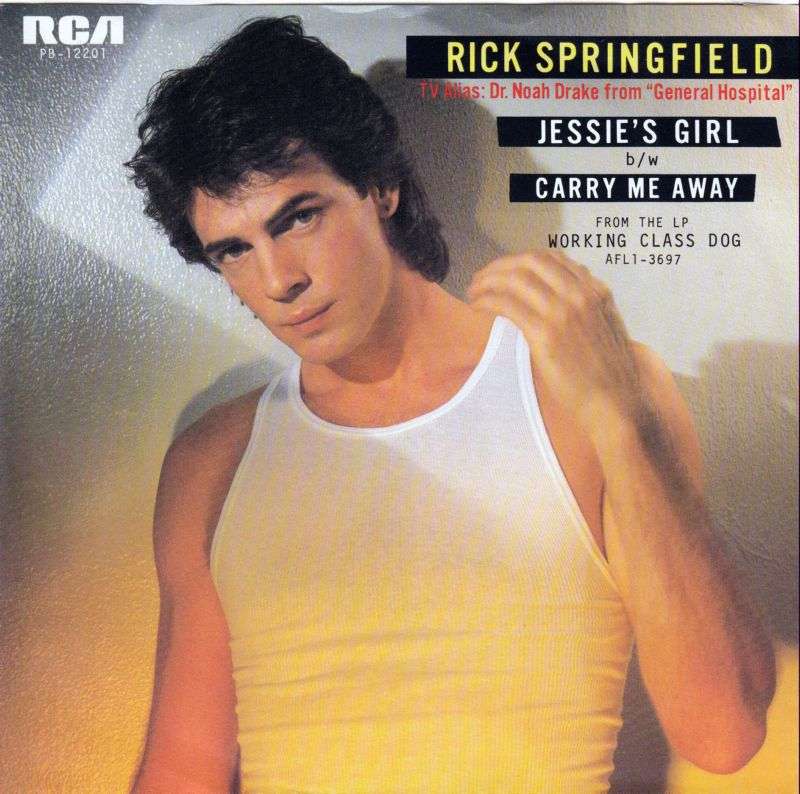 RCA
PB-12201
RICK SPRINGFIELD
TV Alias: Dr. Noah Drake from "General Hospital"
JESSIE'S GIRL
b/w
CARRY ME AWAY
FROM THE LP
WORKING CLASS DOG
AFL1-3697